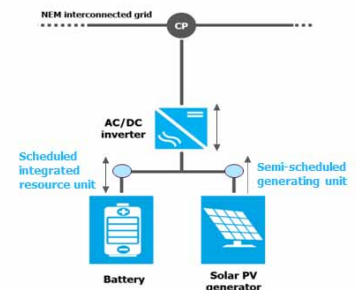 NEM interconnected grid
CP
AC/DC
inverter
Scheduled
integrated
resource unit
Semi-scheduled
generating unit
Battery
Solar PV
generator